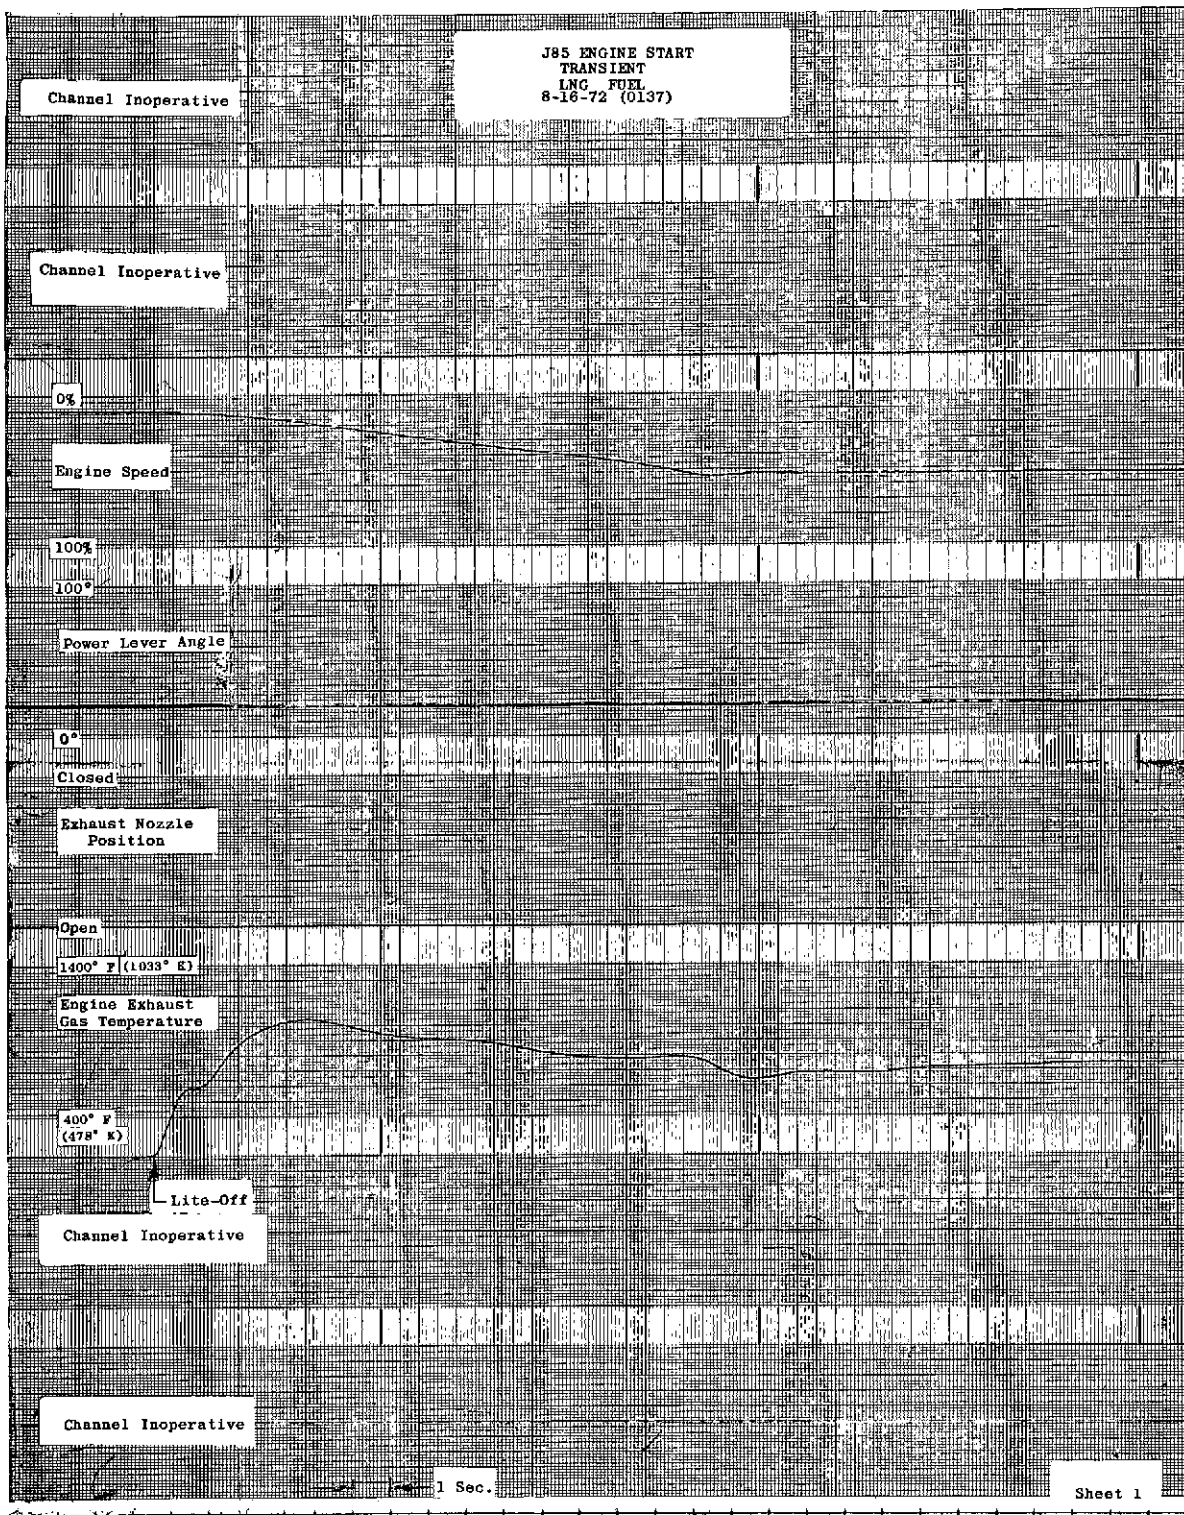 J85 ENGINE START
TRANSIENT
LNG FUEL
8-16-72 (0137)
Channel Inoperative
Channel Inoperative
0%
Engine Speed
100%
100°
Power Lever Angle
0°
Closed
Exhaust Nozzle
Position
Open
1400° F (1033° K)
Engine Exhaust
Gas Temperature
400° F
(478° K)
Lite-Off
Channel Inoperative
Channel Inoperative
1 Sec.
Sheet 1